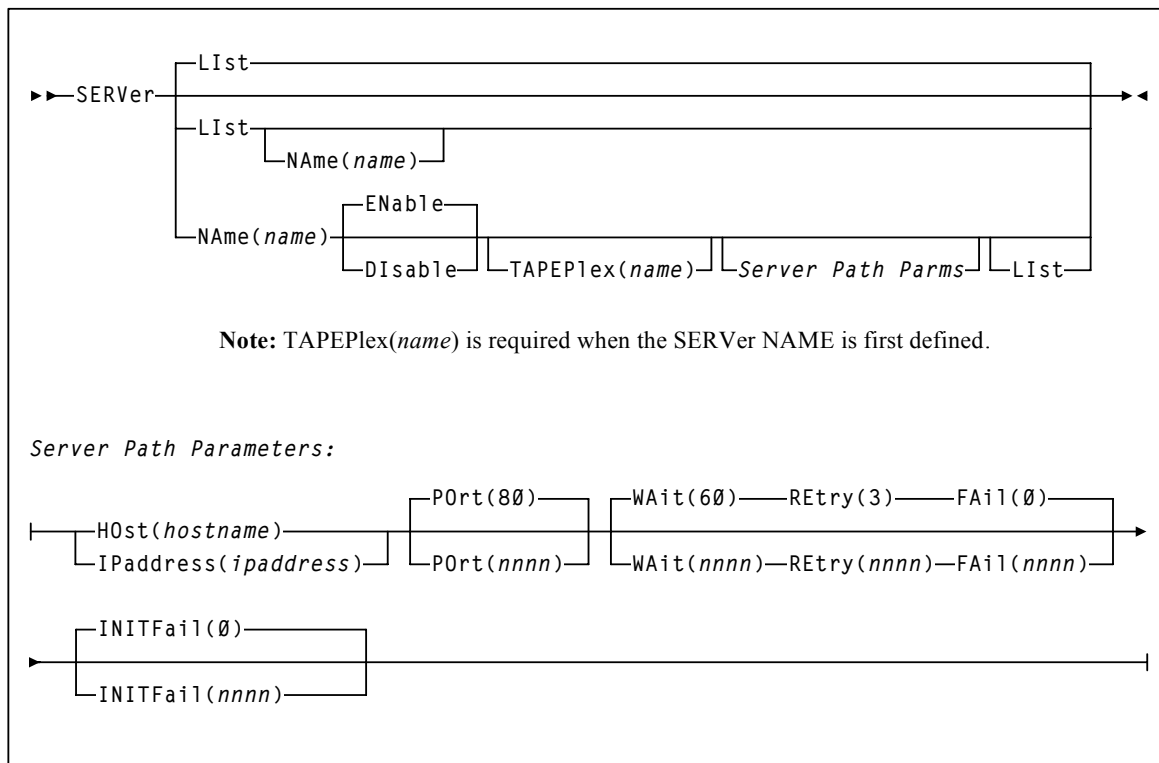 LIst
SERVer
LIst
NAme(name)
ENable
NAme(name)
DIsable
TAPEPlex(name)
Server Path Parms
LIst
Note: TAPEPlex(name) is required when the SERVer NAME is first defined.
Server Path Parameters:
POrt(80) WAit(60) REtry(3) FAil(0)
HOst(hostname)
IPaddress(ipaddress) POrt(nnnn) WAit(nnnn) REtry(nnnn) FAil(nnnn)
INITFail(0)
INITFail(nnnn)